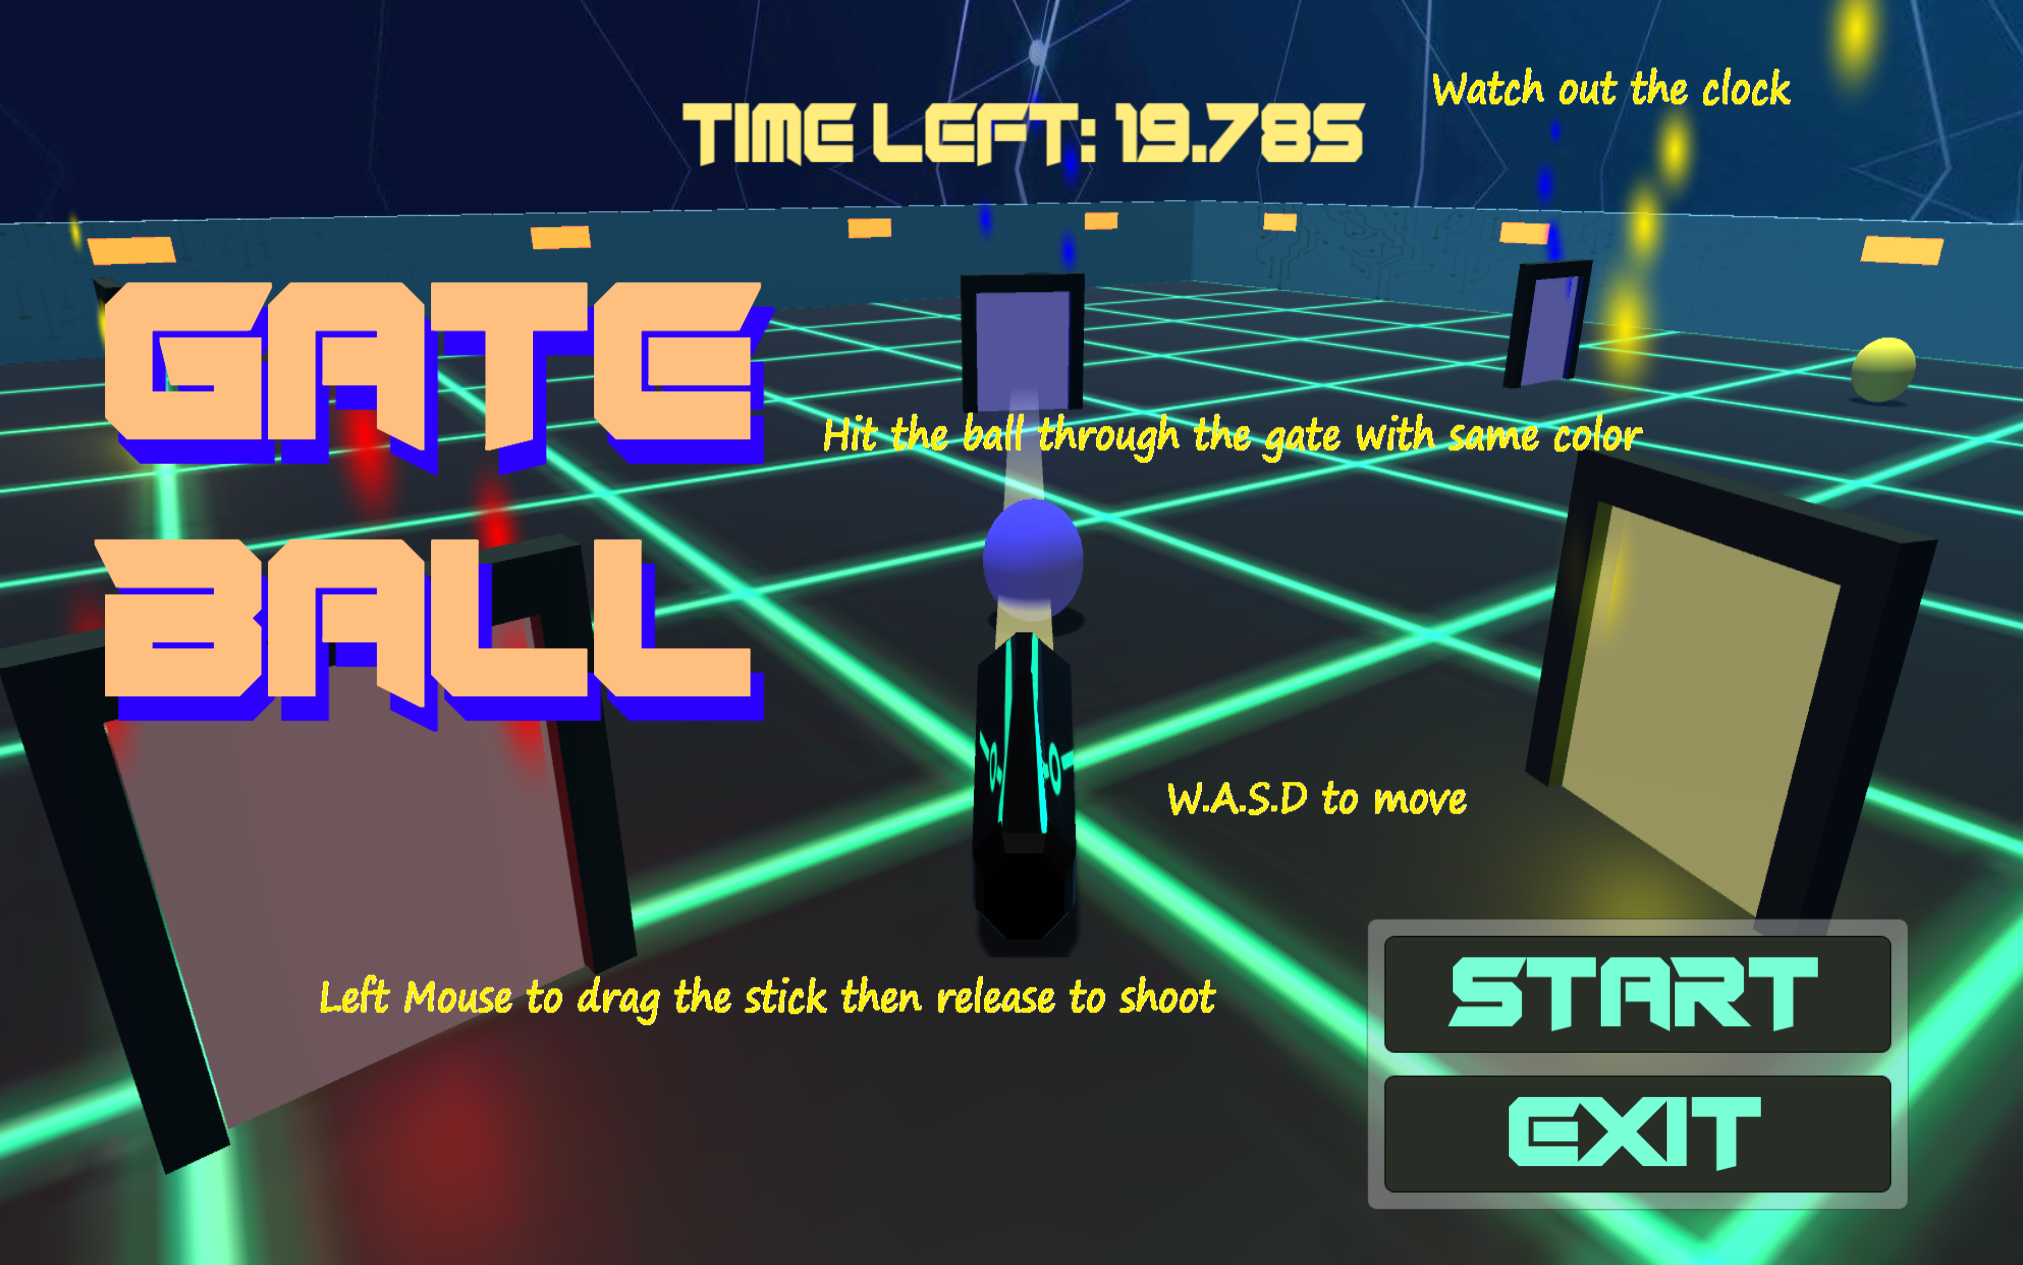 Watch out the clock
TIME LEFT: 19.78S
GATE
Hit the ball through the gate with same color
BALL
W.A.S.D to move
Left Mouse to drag the stick then release to shoot
START
EXIT